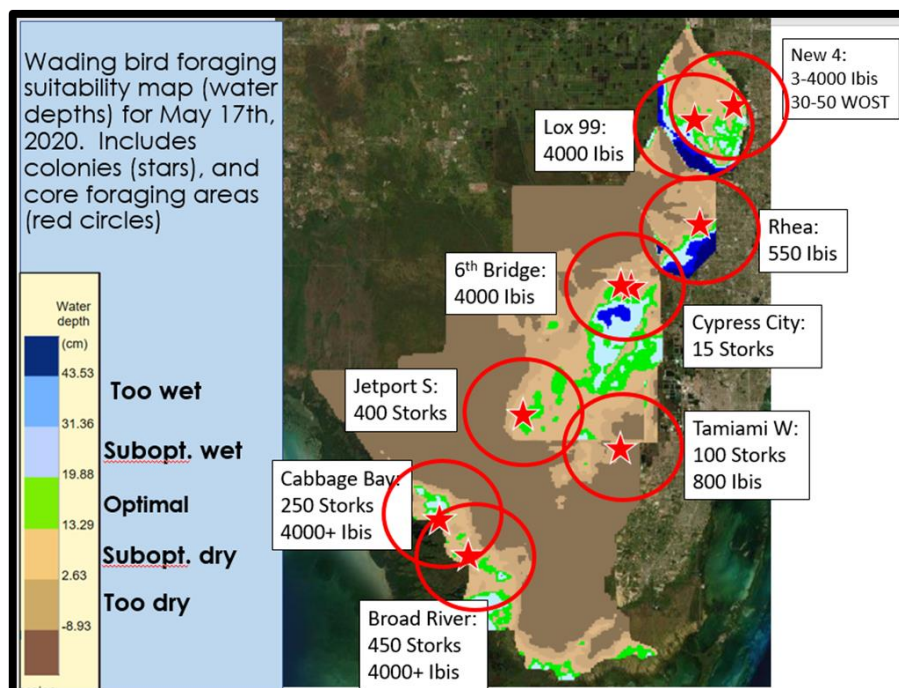 Wading bird foraging
suitability map (water
depths) for May 17th,
2020. Includes
colonies (stars), and
core foraging areas
(red circles)
Water
depth
(cm)
43.53
31.36
19.88
13.29
2.63
-8.93
Too wet
Subopt. wet
Optimal
Subopt. dry
Too dry
New 4:
3-4000 Ibis
30-50 WOST
Lox 99:
4000 Ibis
Rhea:
550 Ibis
6th Bridge:
4000 Ibis
Cypress City:
15 Storks
Jetport S:
400 Storks
Tamiami W:
100 Storks
800 Ibis
Cabbage Bay:
250 Storks
4000+ Ibis
Broad River:
450 Storks
4000+ Ibis